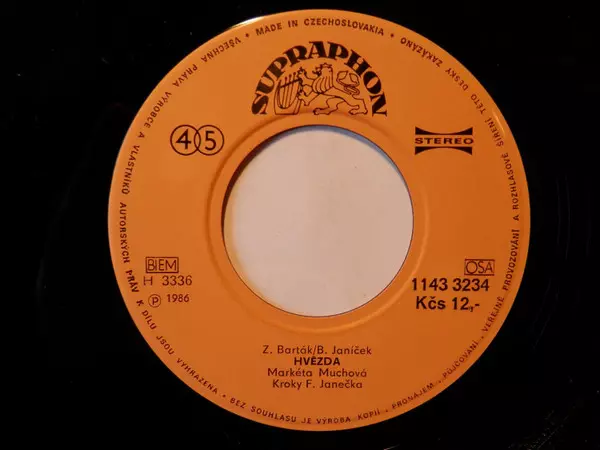 VŠECHNA PRÁVA VÝROBCE A VLASTNÍKŮ AUTORSKÝCH PRÁV K DÍLU JSOU VYHRAZENA • BEZ SOUHLASU JE VÝROBA KOPIÍ • PRONÁJEM • PŮJČOVÁNÍ • VEŘEJNÉ PROVOZOVÁNÍ A ROZHLASOVÉ ŠÍŘENÍ TÉTO DESKY ZAKÁZÁNO • MADE IN CZECHOSLOVAKIA •
SUPRAPHON
45
STEREO
BIEM
H 3336
Ⓟ 1986
OSA
1143 3234
Kčs 12,-
Z. Barták/B. Janíček
HVĚZDA
Markéta Muchová
Kroky F. Janečka